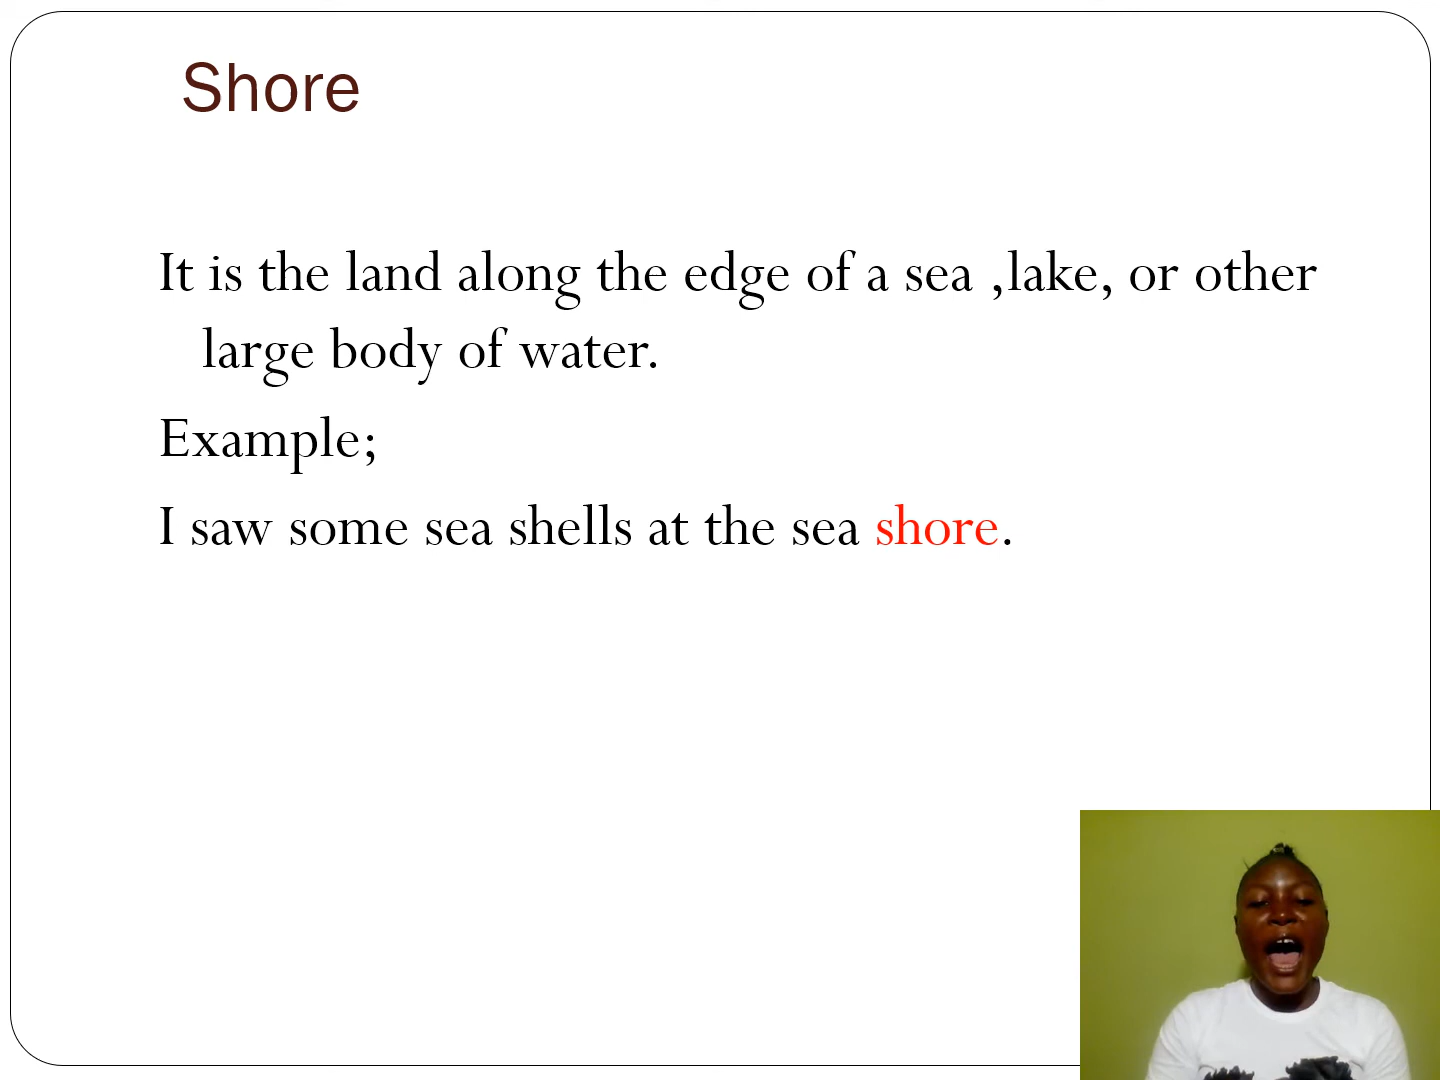 Shore
It is the land along the edge of a sea ,lake, or other
large body of water.
Example;
I saw some sea shells at the sea shore.